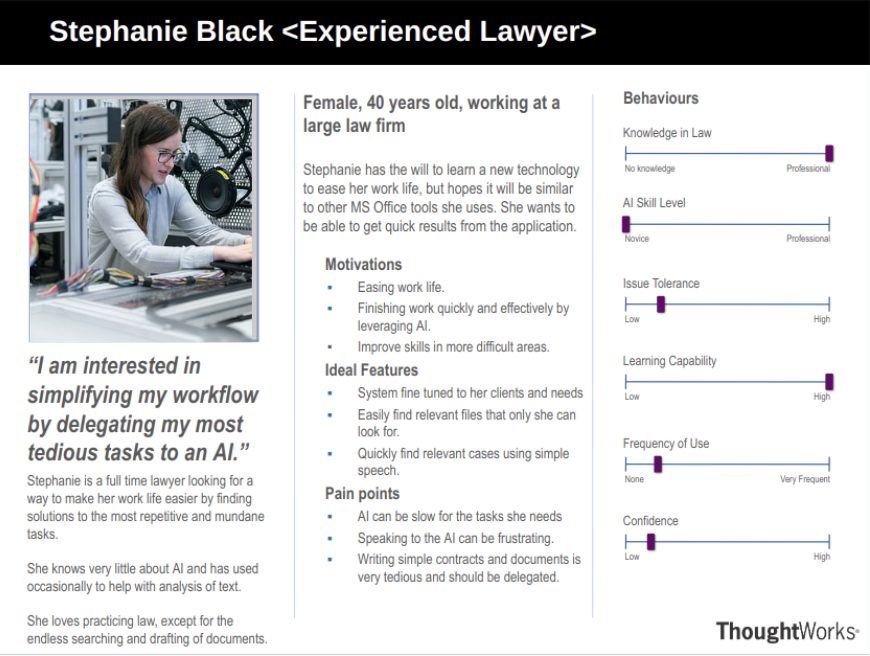 Stephanie Black <Experienced Lawyer>
“I am interested in
simplifying my workflow
by delegating my most
tedious tasks to an AI.”
Stephanie is a full time lawyer looking for a
way to make her work life easier by finding
solutions to the most repetitive and mundane
tasks.
She knows very little about AI and has used
occasionally to help with analysis of text.
She loves practicing law, except for the
endless searching and drafting of documents.
Female, 40 years old, working at a
large law firm
Stephanie has the will to learn a new technology
to ease her work life, but hopes it will be similar
to other MS Office tools she uses. She wants to
be able to get quick results from the application.
Motivations
▪ Easing work life.
▪ Finishing work quickly and effectively by
leveraging AI.
▪ Improve skills in more difficult areas.
Ideal Features
▪ System fine tuned to her clients and needs
▪ Easily find relevant files that only she can
look for.
▪ Quickly find relevant cases using simple
speech.
Pain points
▪ AI can be slow for the tasks she needs
▪ Speaking to the AI can be frustrating.
▪ Writing simple contracts and documents is
very tedious and should be delegated.
Behaviours
Knowledge in Law
No knowledge Professional
AI Skill Level
Novice Professional
Issue Tolerance
Low High
Learning Capability
Low High
Frequency of Use
None Very Frequent
Confidence
Low High
ThoughtWorks